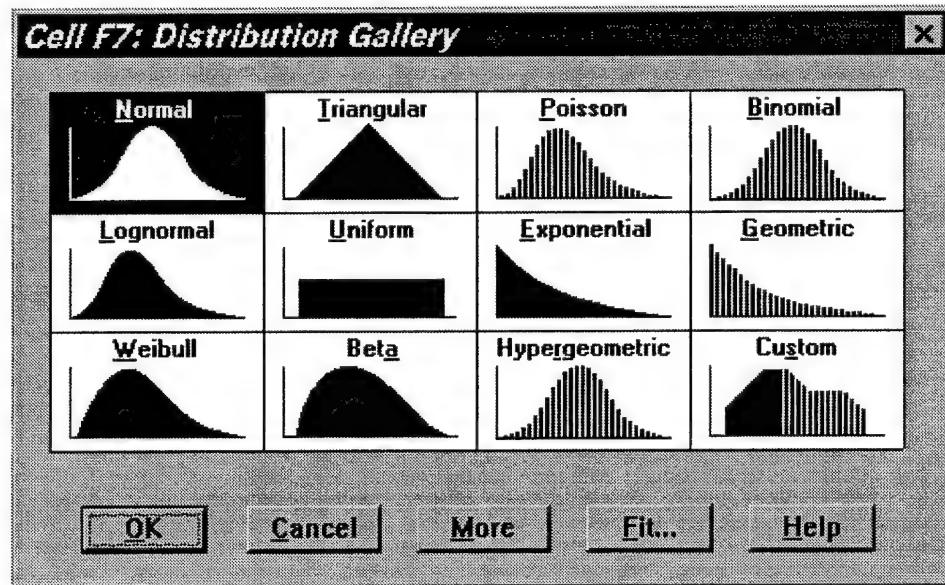 Cell F7: Distribution Gallery
Normal Triangular Poisson Binomial
Lognormal Uniform Exponential Geometric
Weibull Beta Hypergeometric Custom
OK Cancel More Fit... Help